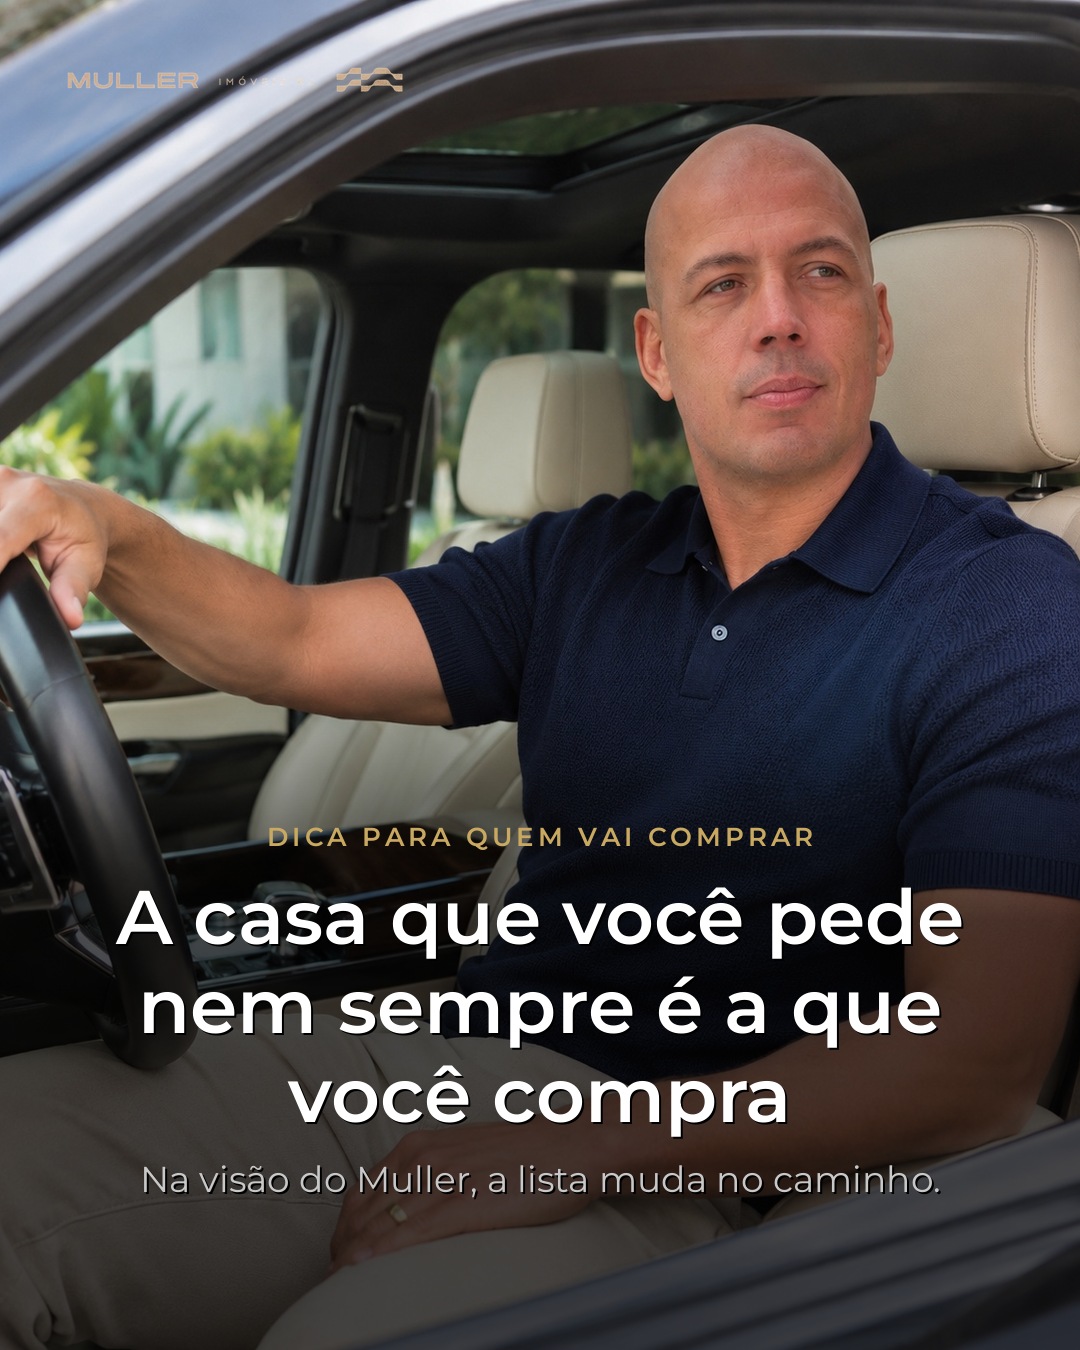 MULLER
DICA PARA QUEM VAI COMPRAR
A casa que você pede
nem sempre é a que
você compra
Na visão do Muller, a lista muda no caminho.